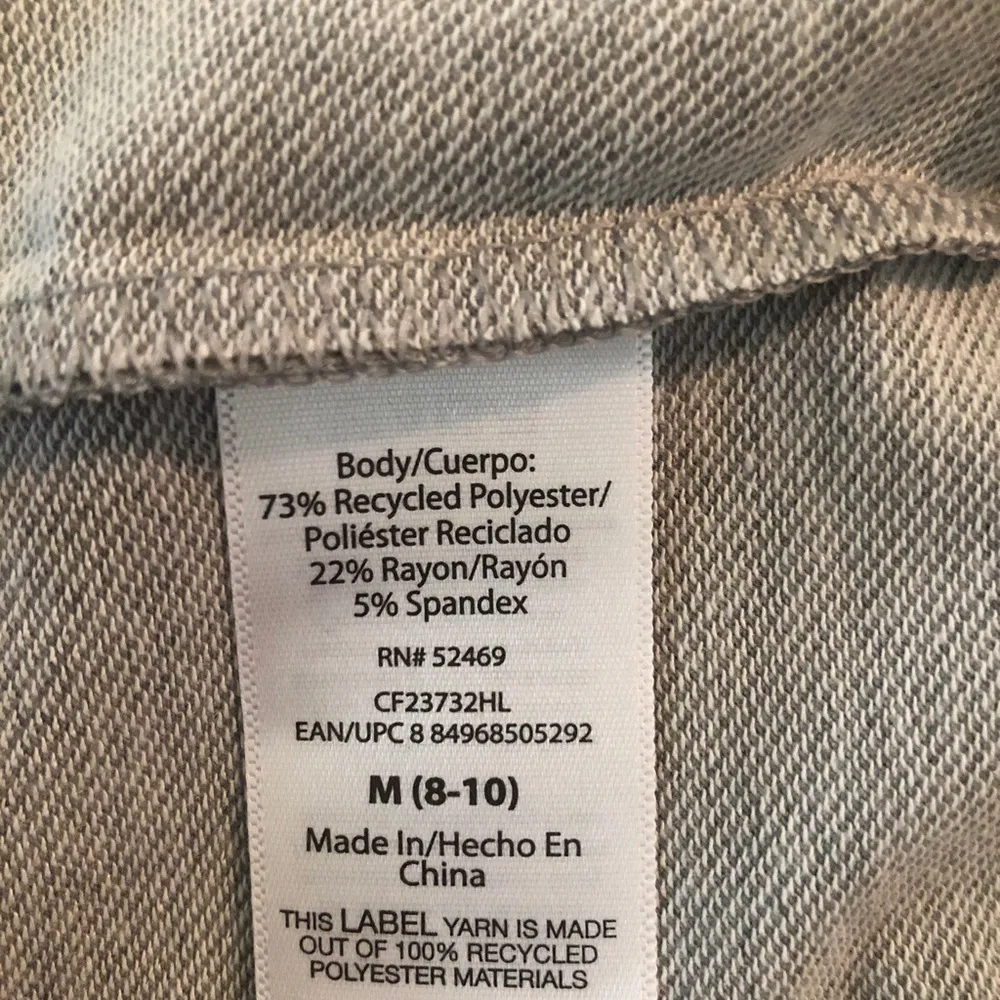 Body/Cuerpo:
73% Recycled Polyester/
Poliéster Reciclado
22% Rayon/Rayón
5% Spandex
RN# 52469
CF23732HL
EAN/UPC 8 84968505292
M (8-10)
Made In/Hecho En
China
THIS LABEL YARN IS MADE
OUT OF 100% RECYCLED
POLYESTER MATERIALS